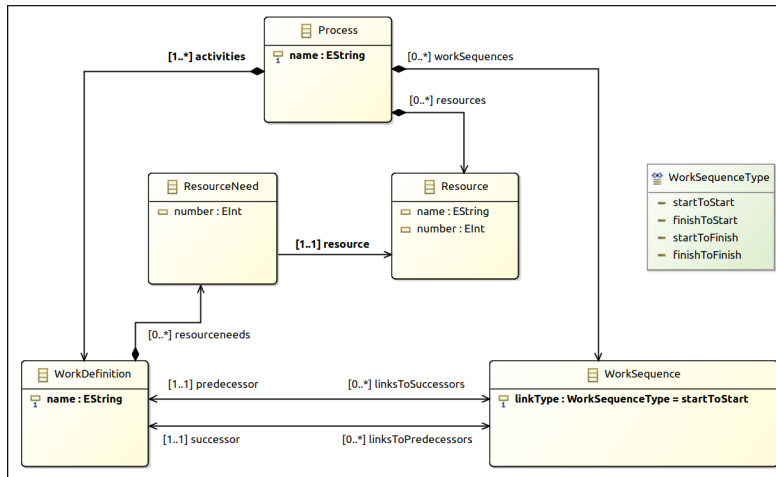 Process
name : EString
[1..*] activities
[0..*] workSequences
[0..*] resources
ResourceNeed
number : EInt
Resource
name : EString
number : EInt
[1..1] resource
WorkSequenceType
startToStart
finishToStart
startToFinish
finishToFinish
[0..*] resourceneeds
WorkDefinition
name : EString
[1..1] predecessor
[0..*] linksToSuccessors
[1..1] successor
[0..*] linksToPredecessors
WorkSequence
linkType : WorkSequenceType = startToStart